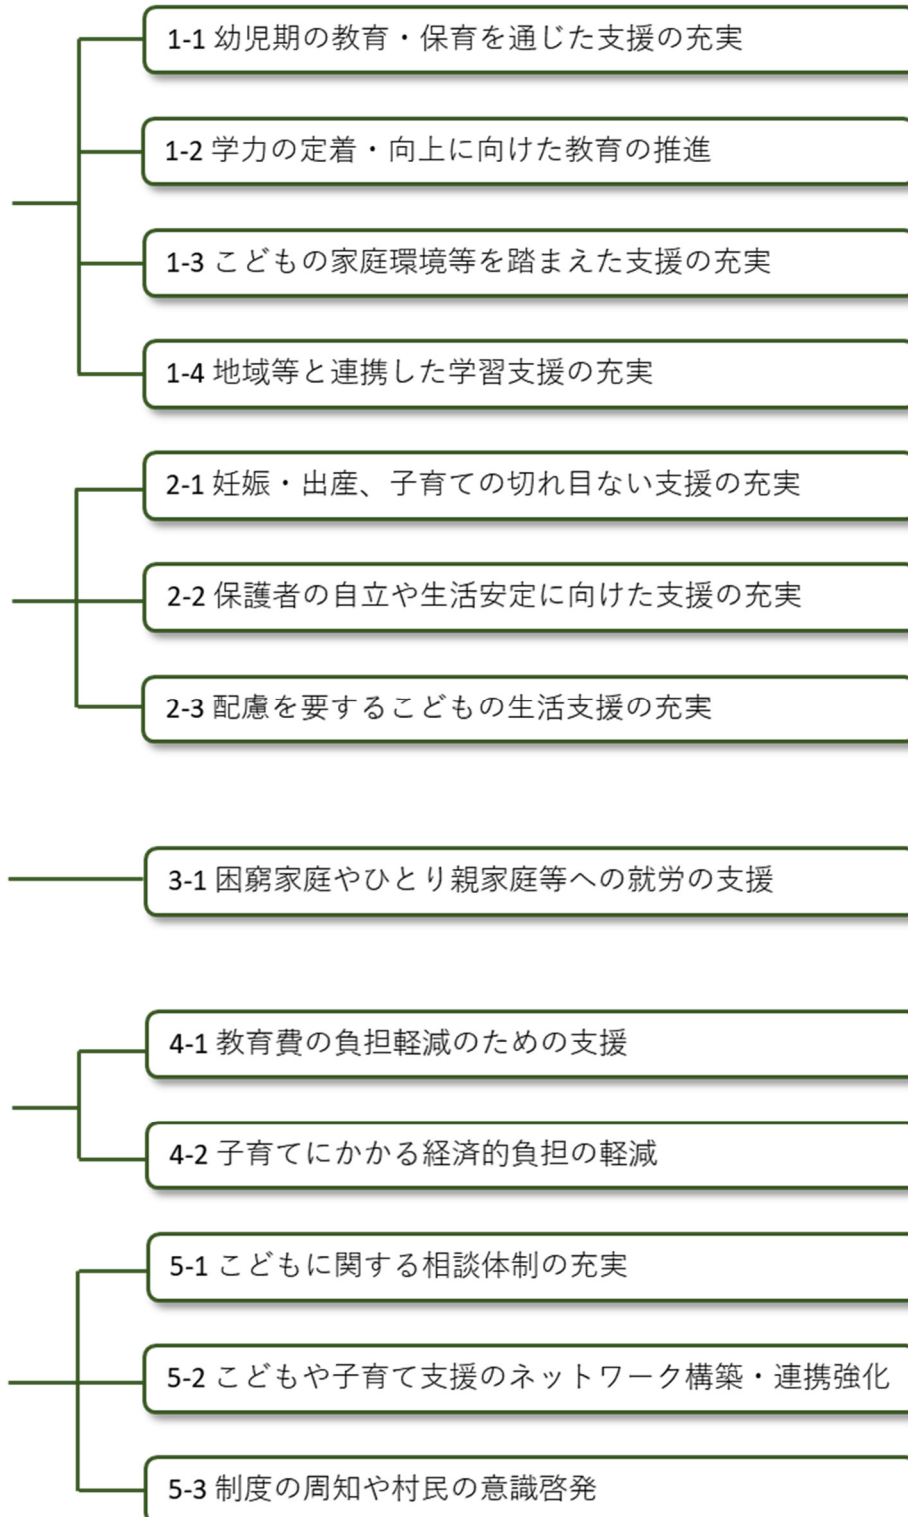 1-1 幼児期の教育・保育を通じた支援の充実
1-2 学力の定着・向上に向けた教育の推進
1-3 こどもの家庭環境等を踏まえた支援の充実
1-4 地域等と連携した学習支援の充実
2-1 妊娠・出産、子育ての切れ目ない支援の充実
2-2 保護者の自立や生活安定に向けた支援の充実
2-3 配慮を要するこどもの生活支援の充実
3-1 困窮家庭やひとり親家庭等への就労の支援
4-1 教育費の負担軽減のための支援
4-2 子育てにかかる経済的負担の軽減
5-1 こどもに関する相談体制の充実
5-2 こどもや子育て支援のネットワーク構築・連携強化
5-3 制度の周知や村民の意識啓発